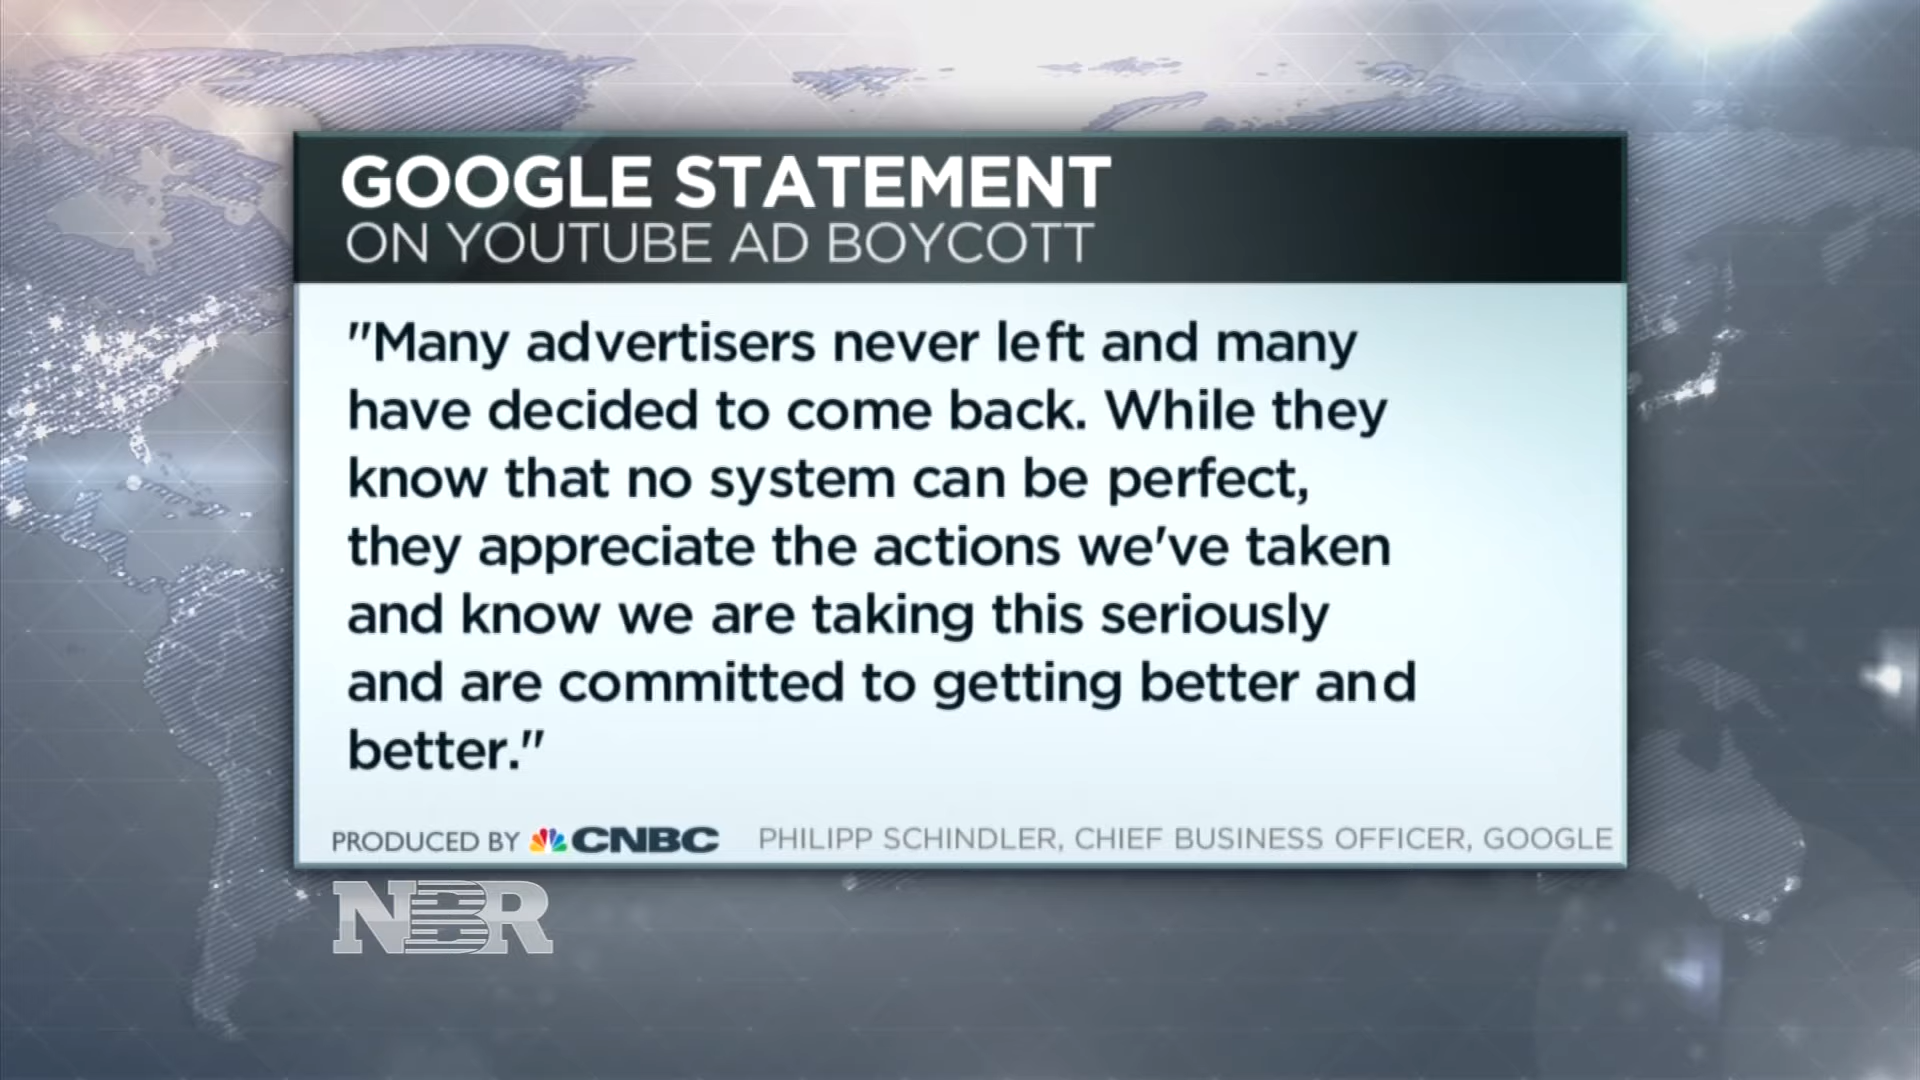 GOOGLE STATEMENT
ON YOUTUBE AD BOYCOTT
"Many advertisers never left and many
have decided to come back. While they
know that no system can be perfect,
they appreciate the actions we've taken
and know we are taking this seriously
and are committed to getting better and
better."
PRODUCED BY CNBC PHILIPP SCHINDLER, CHIEF BUSINESS OFFICER, GOOGLE
NBR